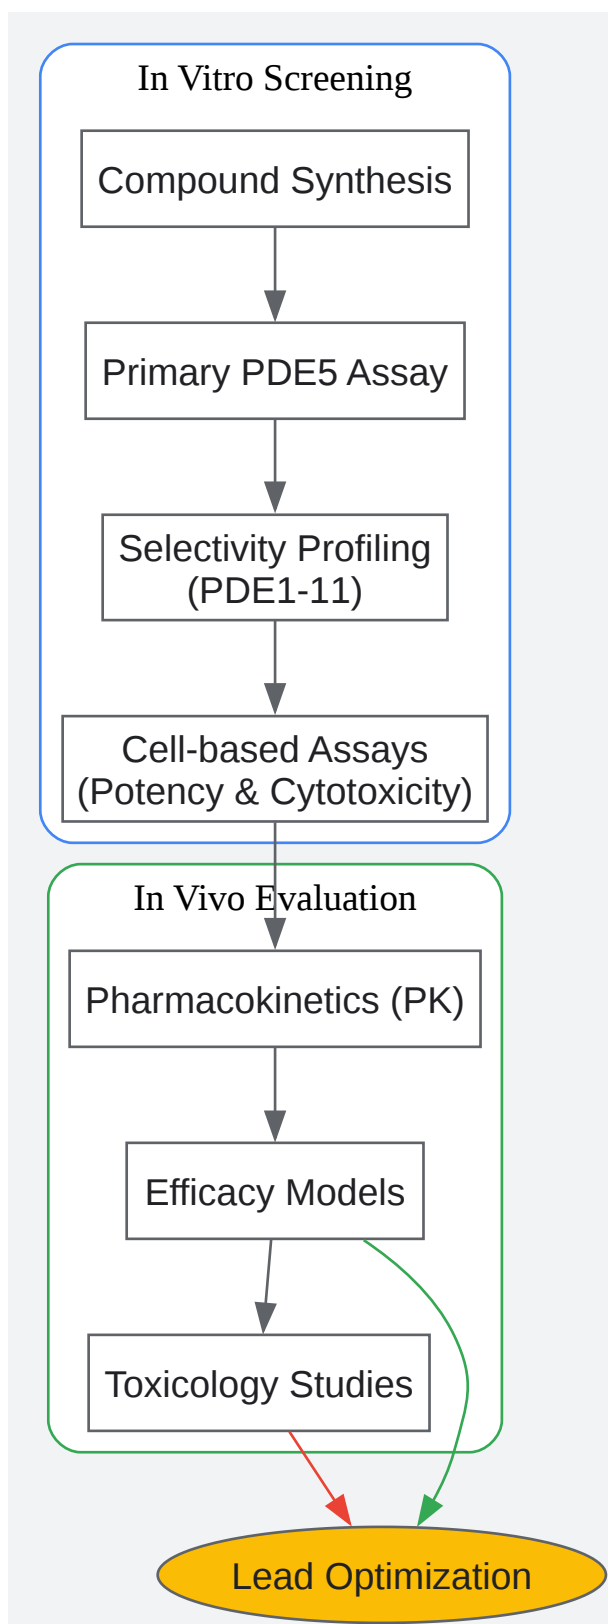 In Vitro Screening
Compound Synthesis
Primary PDE5 Assay
Selectivity Profiling
(PDE1-11)
Cell-based Assays
(Potency & Cytotoxicity)
In Vivo Evaluation
Pharmacokinetics (PK)
Efficacy Models
Toxicology Studies
Lead Optimization